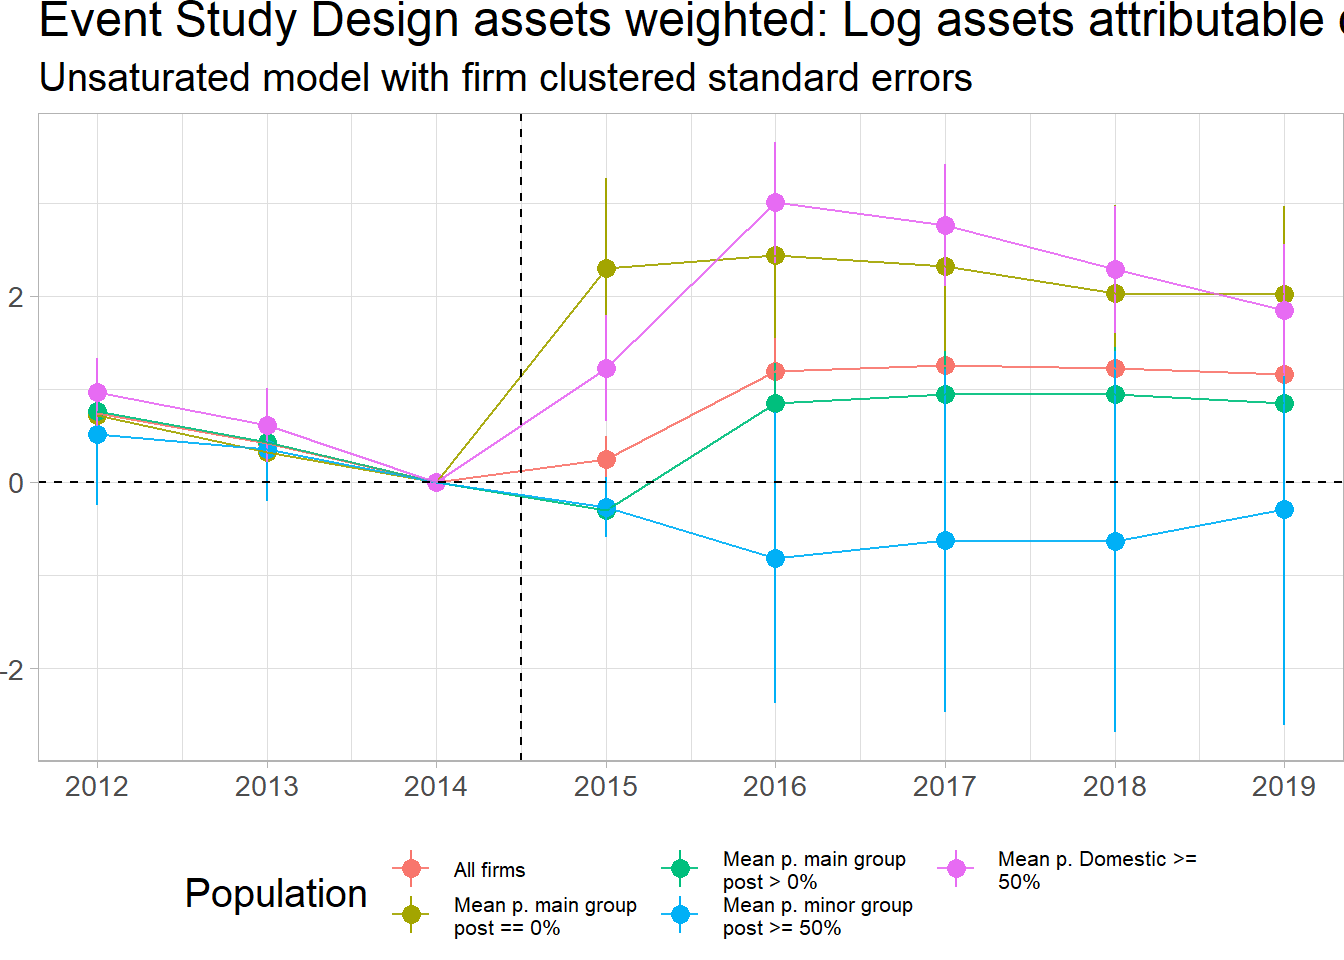 Event Study Design assets weighted: Log assets attributable
Unsaturated model with firm clustered standard errors
2
0
-2
2012 2013 2014 2015 2016 2017 2018 2019
Population
All firms
Mean p. main group
post == 0%
Mean p. main group
post > 0%
Mean p. minor group
post >= 50%
Mean p. Domestic >=
50%